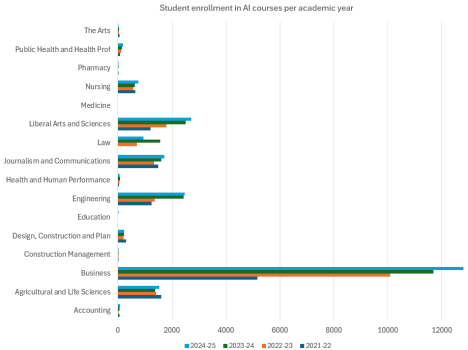 Student enrollment in AI courses per academic year
The Arts
Public Health and Health Prof
Pharmacy
Nursing
Medicine
Liberal Arts and Sciences
Law
Journalism and Communications
Health and Human Performance
Engineering
Education
Design, Construction and Plan
Construction Management
Business
Agricultural and Life Sciences
Accounting
0 2000 4000 6000 8000 10000 12000
2024-25 2023-24 2022-23 2021-22